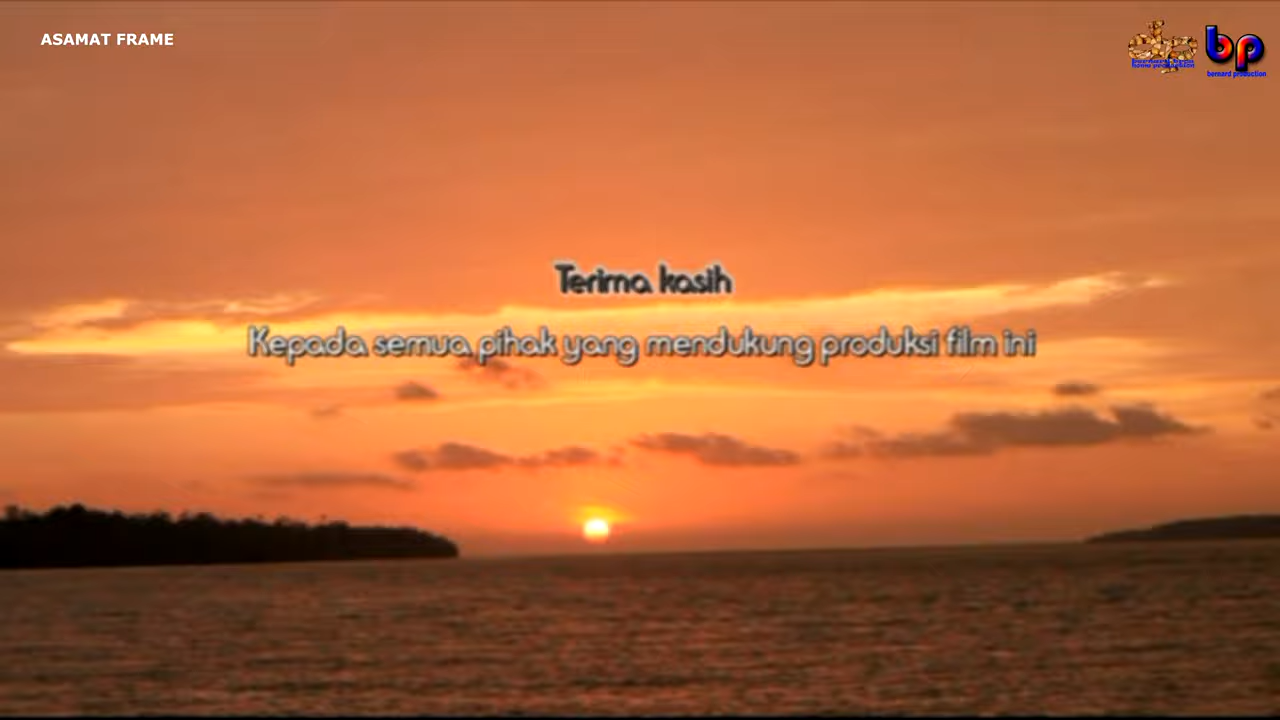 ASAMAT FRAME
bp
bernard production
Terima kasih
Kepada semua pihak yang mendukung produksi film ini